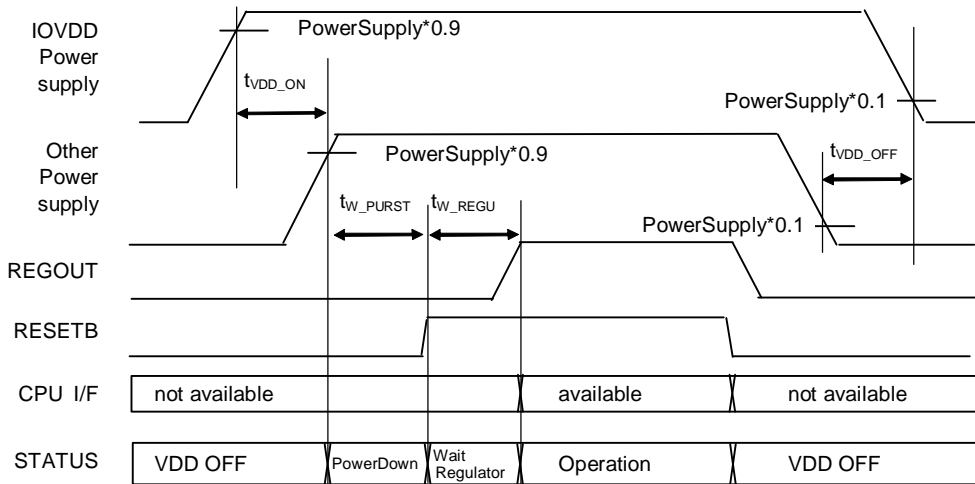 IOVDD
Power
supply
PowerSupply*0.9
tVDD_ON
PowerSupply*0.1
Other
Power
supply
PowerSupply*0.9
tVDD_OFF
tW_PURST
tW_REGU
PowerSupply*0.1
REGOUT
RESETB
CPU I/F
not available
available
not available
STATUS
VDD OFF
PowerDown
Wait
Regulator
Operation
VDD OFF